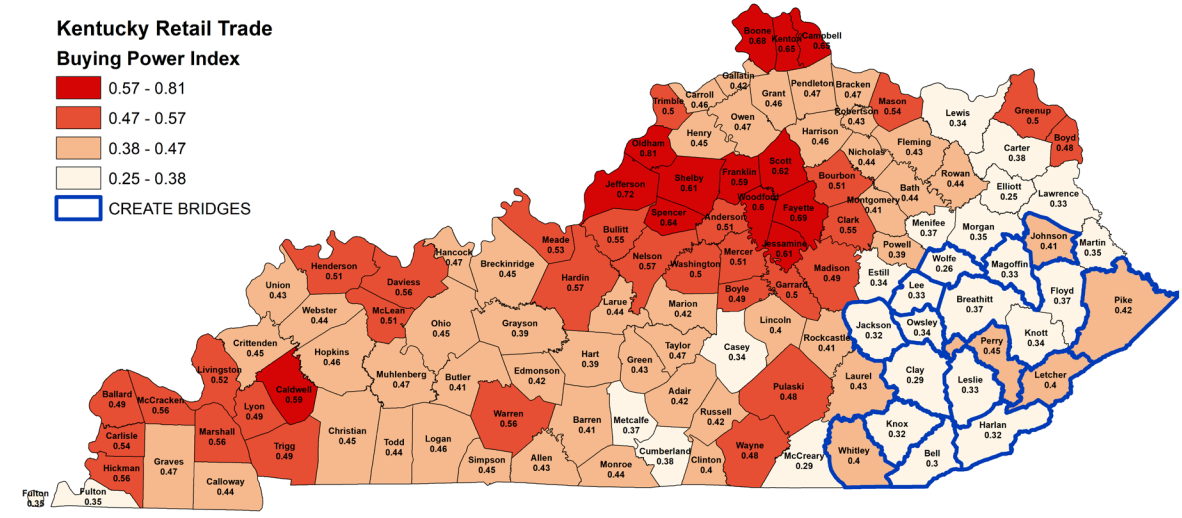 Kentucky Retail Trade
Buying Power Index
0.57 - 0.81
0.47 - 0.57
0.38 - 0.47
0.25 - 0.38
CREATE BRIDGES
Boone
0.68
Kenton
0.65
Campbell
0.65
Gallatin
0.42
Pendleton
0.47
Bracken
0.47
Grant
0.46
Carroll
0.46
Trimble
0.5
Mason
0.54
Robertson
0.43
Lewis
0.34
Greenup
0.5
Boyd
0.48
Owen
0.47
Henry
0.45
Harrison
0.46
Fleming
0.43
Carter
0.38
Oldham
0.81
Nicholas
0.44
Rowan
0.44
Scott
0.62
Franklin
0.59
Shelby
0.61
Jefferson
0.72
Bourbon
0.51
Bath
0.44
Elliott
0.25
Lawrence
0.33
Woodford
0.6
Fayette
0.69
Montgomery
0.41
Spencer
0.64
Anderson
0.51
Clark
0.55
Menifee
0.37
Morgan
0.35
Johnson
0.41
Martin
0.35
Bullitt
0.55
Meade
0.53
Jessamine
0.61
Powell
0.39
Hancock
0.47
Breckinridge
0.45
Nelson
0.57
Washington
0.5
Mercer
0.51
Madison
0.49
Estill
0.34
Wolfe
0.26
Magoffin
0.33
Henderson
0.51
Daviess
0.56
Hardin
0.57
Boyle
0.49
Garrard
0.5
Lee
0.33
Breathitt
0.37
Floyd
0.37
Pike
0.42
Union
0.43
Webster
0.44
McLean
0.51
Ohio
0.45
Grayson
0.39
Larue
0.44
Marion
0.42
Lincoln
0.4
Rockcastle
0.41
Jackson
0.32
Owsley
0.34
Knott
0.34
Perry
0.45
Crittenden
0.45
Hopkins
0.46
Hart
0.39
Green
0.43
Taylor
0.47
Casey
0.34
Livingston
0.52
Caldwell
0.59
Muhlenberg
0.47
Butler
0.41
Edmonson
0.42
Laurel
0.43
Clay
0.29
Leslie
0.33
Letcher
0.4
Ballard
0.49
McCracken
0.56
Lyon
0.49
Warren
0.56
Adair
0.42
Pulaski
0.48
Russell
0.42
Barren
0.41
Metcalfe
0.37
Knox
0.32
Harlan
0.32
Carlisle
0.54
Marshall
0.56
Trigg
0.49
Christian
0.45
Todd
0.44
Logan
0.46
Simpson
0.45
Allen
0.43
Monroe
0.44
Cumberland
0.38
Clinton
0.4
Wayne
0.48
McCreary
0.29
Whitley
0.4
Bell
0.3
Hickman
0.56
Graves
0.47
Calloway
0.44
Fulton
0.35
Fulton
0.35